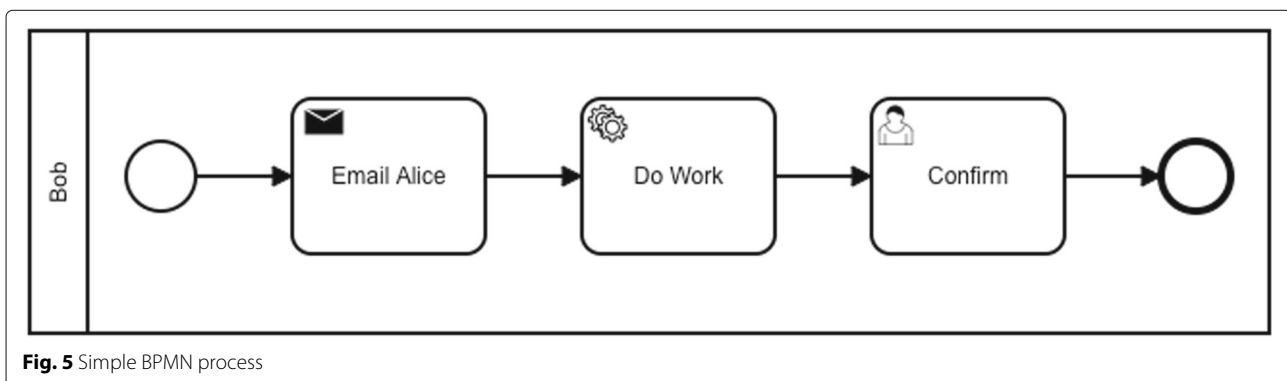 Bob
Email Alice
Do Work
Confirm
Fig. 5 Simple BPMN process